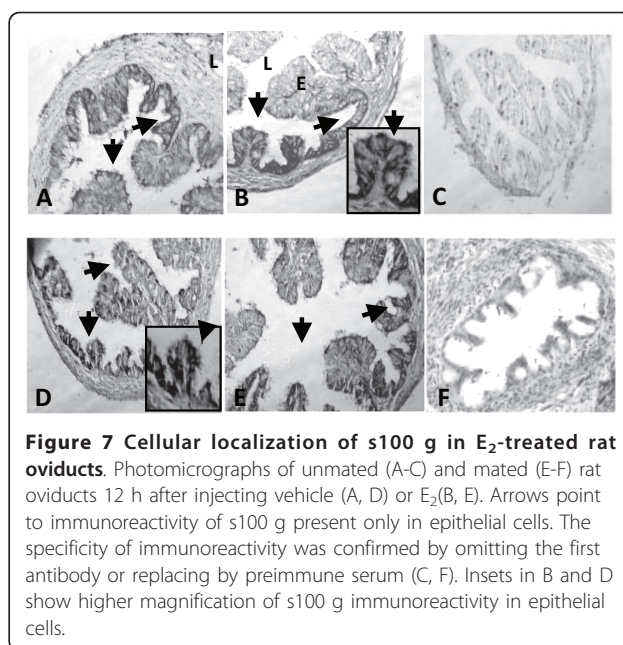 L
A
L
E
B
C
D
E
F
Figure 7 Cellular localization of s100 g in E2-treated rat
oviducts. Photomicrographs of unmated (A-C) and mated (E-F) rat
oviducts 12 h after injecting vehicle (A, D) or E2(B, E). Arrows point
to immunoreactivity of s100 g present only in epithelial cells. The
specificity of immunoreactivity was confirmed by omitting the first
antibody or replacing by preimmune serum (C, F). Insets in B and D
show higher magnification of s100 g immunoreactivity in epithelial
cells.